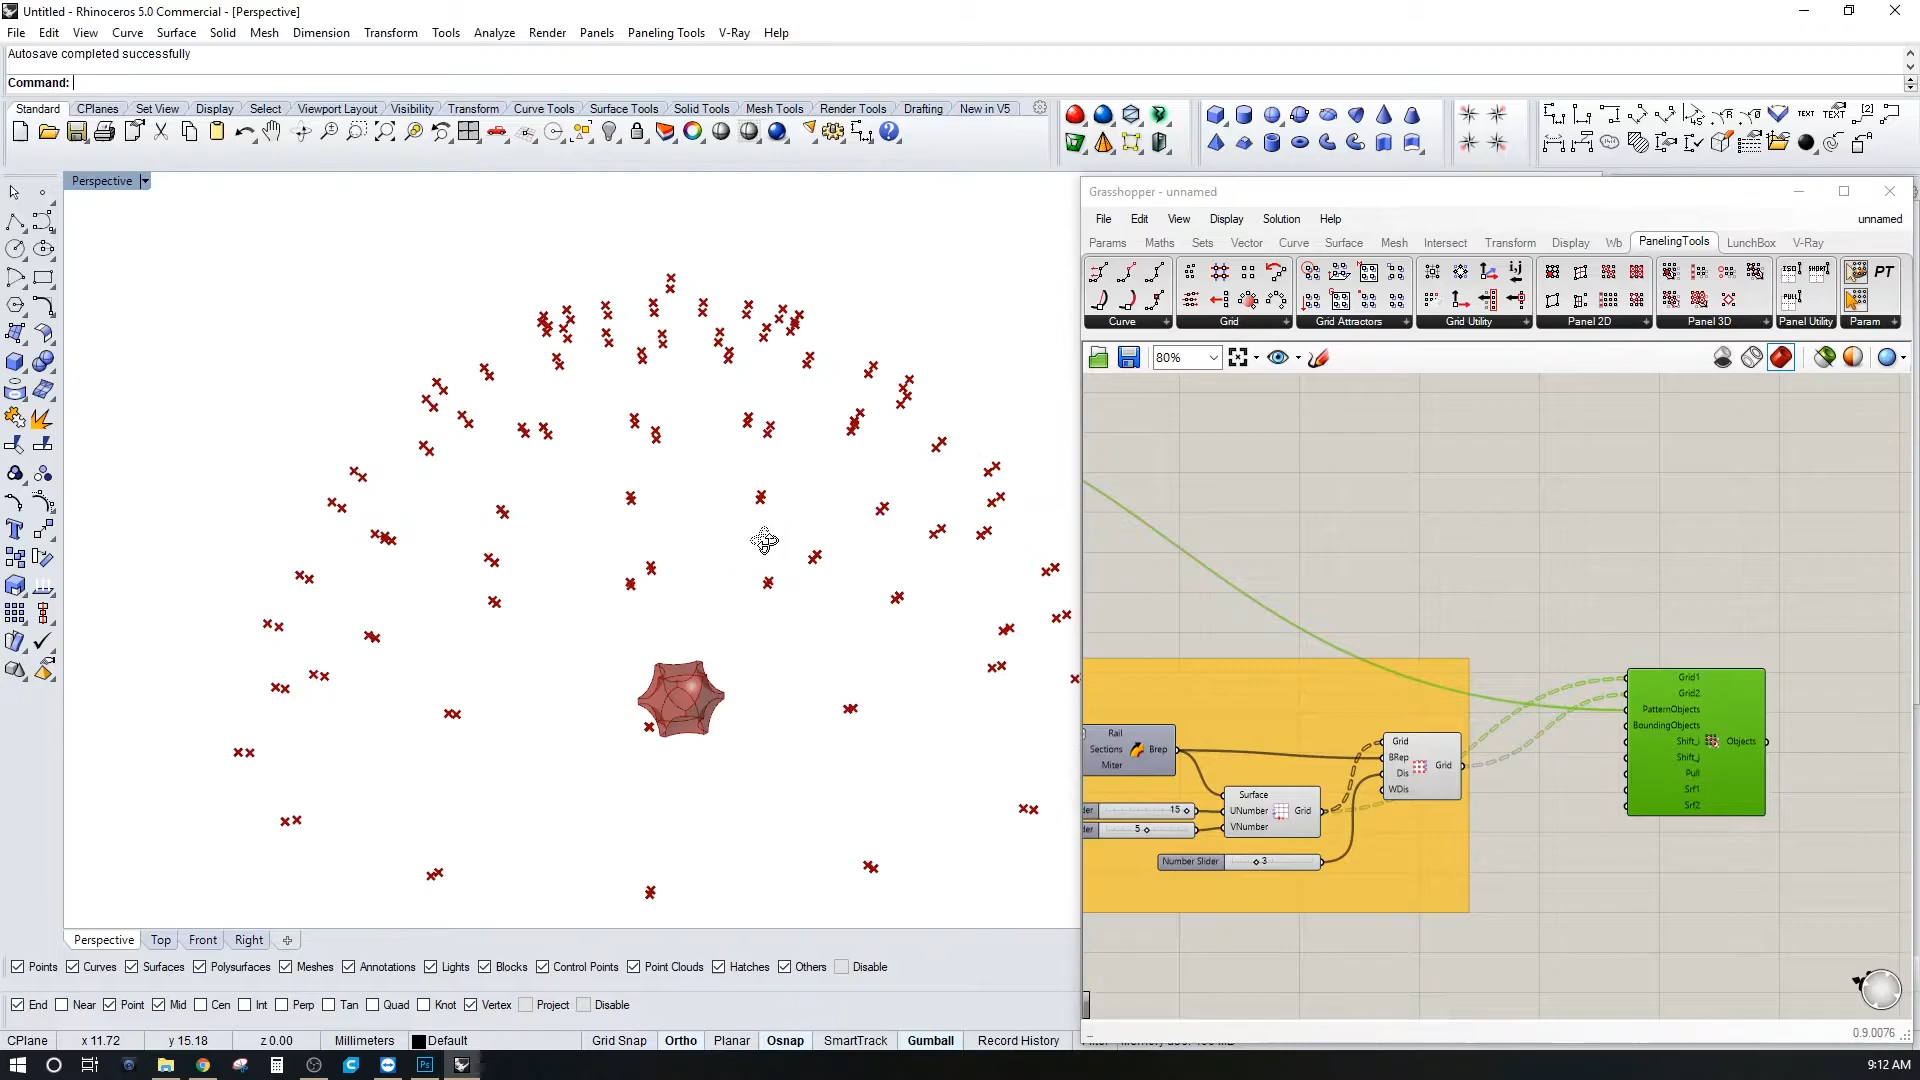 Untitled - Rhinoceros 5.0 Commercial - [Perspective]
File Edit View Curve Surface Solid Mesh Dimension Transform Tools Analyze Render Panels Paneling Tools V-Ray Help
Autosave completed successfully
Command:
Standard CPlanes Set View Display Select Viewport Layout Visibility Transform Curve Tools Surface Tools Solid Tools Mesh Tools Render Tools Drafting New in V5
TEXT TEXT
Perspective
Grasshopper - unnamed
File Edit View Display Solution Help unnamed
Params Maths Sets Vector Curve Surface Mesh Intersect Transform Display Wb PanelingTools LunchBox V-Ray
i,j ISO SHORT PT
PULL
Curve Grid Grid Attractors Grid Utility Panel 2D Panel 3D Panel Utility Param
80%
Grid1
Grid2
PatternObjects
BoundingObjects
Shift_i Objects
Shift_j
Pull
Srf1
Srf2
Rail
Sections Brep
Miter
Grid
BRep
Dis Grid
WDis
Surface
UNumber Grid
VNumber
der 15
der 5
Number Slider 3
Perspective Top Front Right
Points Curves Surfaces Polysurfaces Meshes Annotations Lights Blocks Control Points Point Clouds Hatches Others Disable
End Near Point Mid Cen Int Perp Tan Quad Knot Vertex Project Disable
0.9.0076
CPlane x 11.72 y 15.18 z 0.00 Millimeters Default Grid Snap Ortho Planar Osnap SmartTrack Gumball Record History
9:12 AM